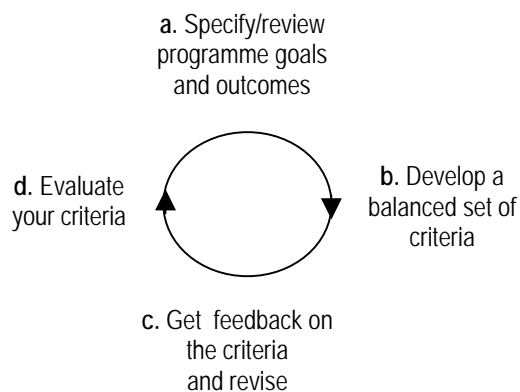 a. Specify/review
programme goals
and outcomes
b. Develop a
balanced set of
criteria
c. Get feedback on
the criteria
and revise
d. Evaluate
your criteria